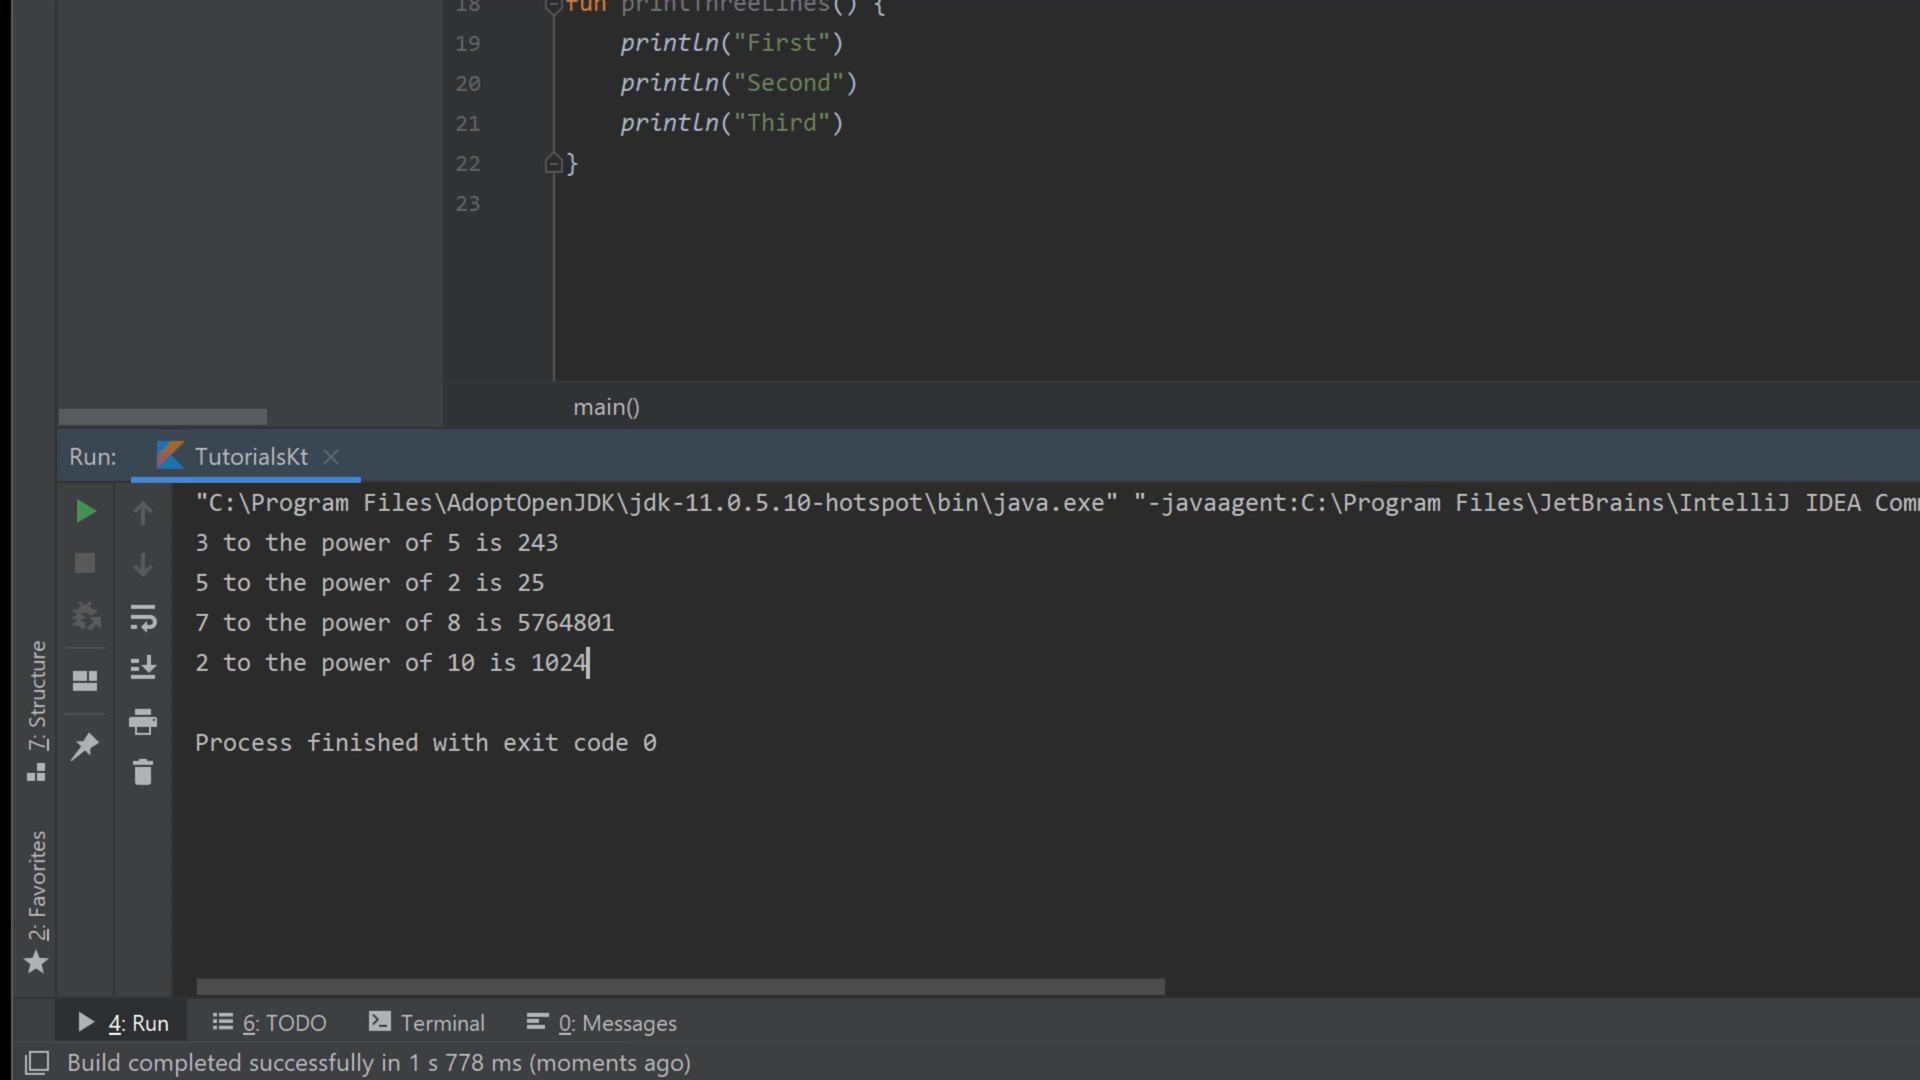 18 fun printThreeLines() {
19 println("First")
20 println("Second")
21 println("Third")
22 }
23
main()
Run: TutorialsKt
"C:\Program Files\AdoptOpenJDK\jdk-11.0.5.10-hotspot\bin\java.exe" "-javaagent:C:\Program Files\JetBrains\IntelliJ IDEA Com
3 to the power of 5 is 243
5 to the power of 2 is 25
7 to the power of 8 is 5764801
2 to the power of 10 is 1024
Process finished with exit code 0
7: Structure
2: Favorites
4: Run 6: TODO Terminal 0: Messages
Build completed successfully in 1 s 778 ms (moments ago)